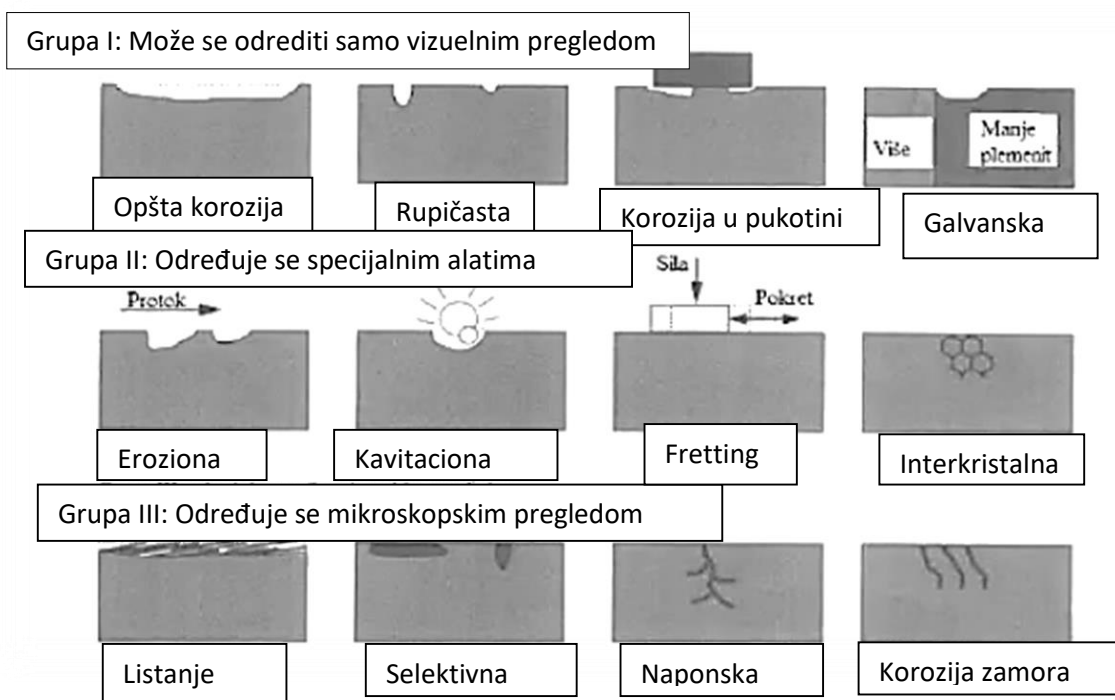 Grupa I: Može se odrediti samo vizuelnim pregledom
Više
Manje
plemenit
Opšta korozija
Rupičasta
Korozija u pukotini
Galvanska
Grupa II: Određuje se specijalnim alatima
Protok
Sila
Pokret
Eroziona
Kavitaciona
Fretting
Interkristalna
Grupa III: Određuje se mikroskopskim pregledom
Listanje
Selektivna
Naponska
Korozija zamora